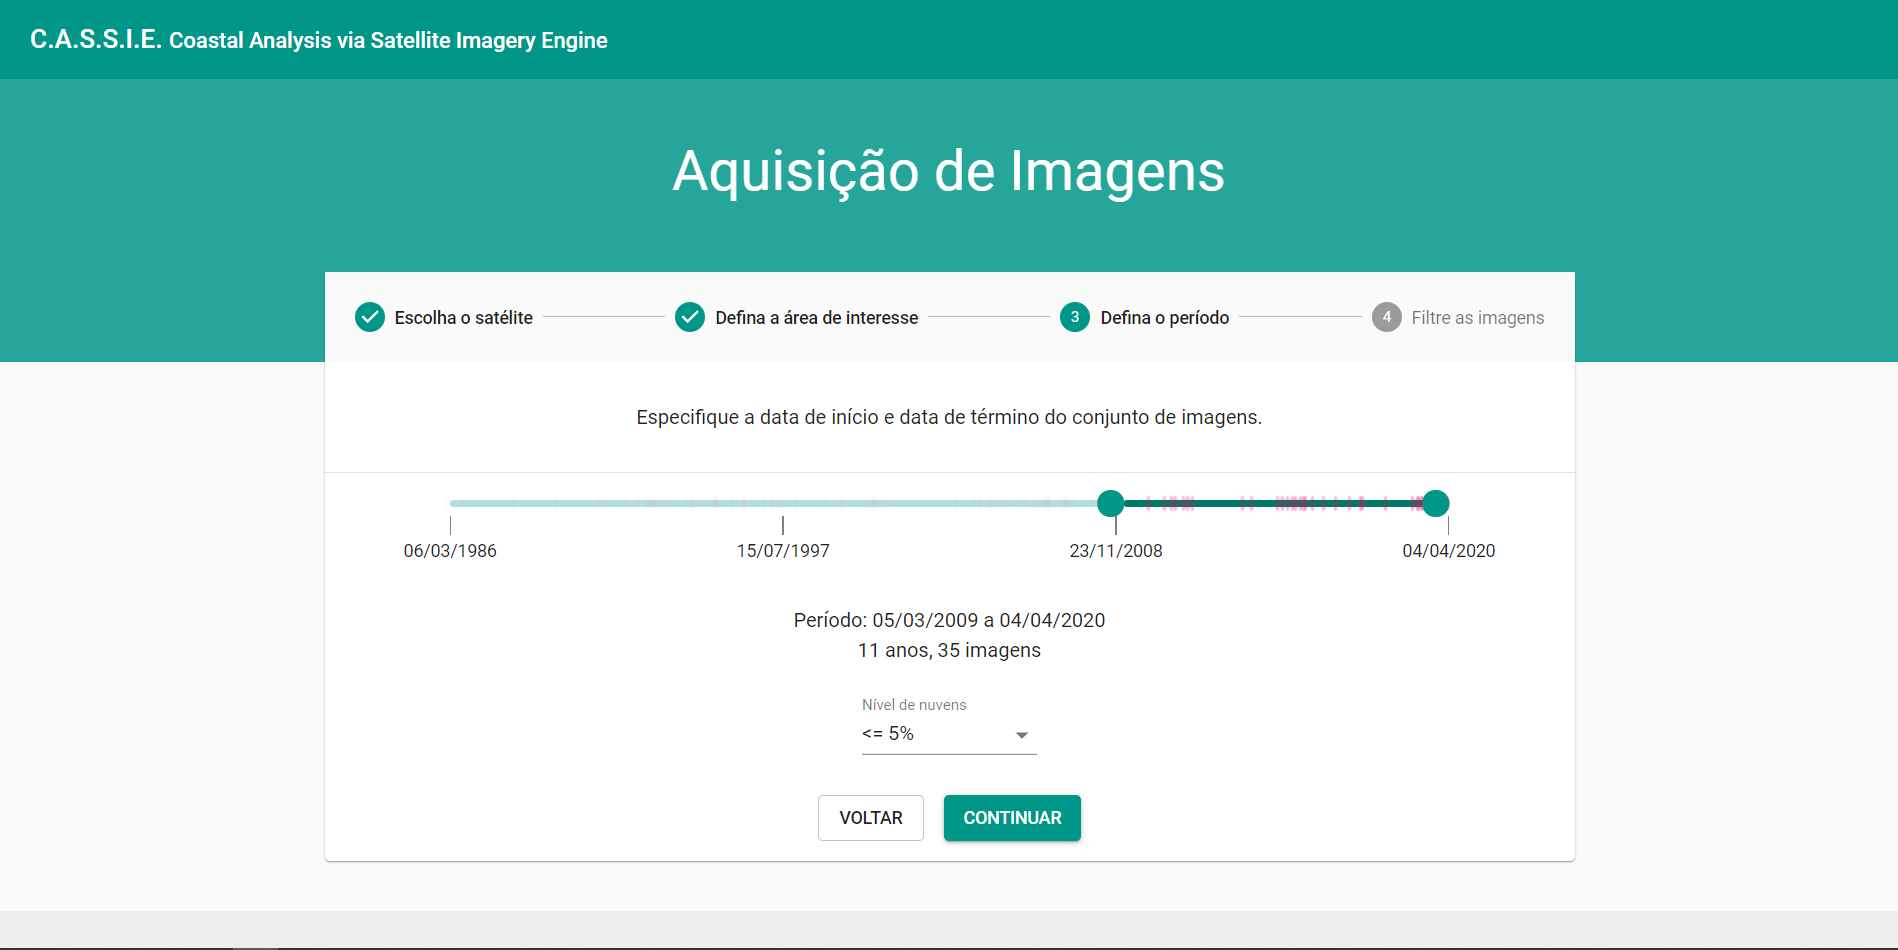 C.A.S.S.I.E. Coastal Analysis via Satellite Imagery Engine
Aquisição de Imagens
Escolha o satélite
Defina a área de interesse
3 Defina o período
4 Filtre as imagens
Especifique a data de início e data de término do conjunto de imagens.
06/03/1986 15/07/1997 23/11/2008 04/04/2020
Período: 05/03/2009 a 04/04/2020
11 anos, 35 imagens
Nível de nuvens
<= 5%
VOLTAR CONTINUAR